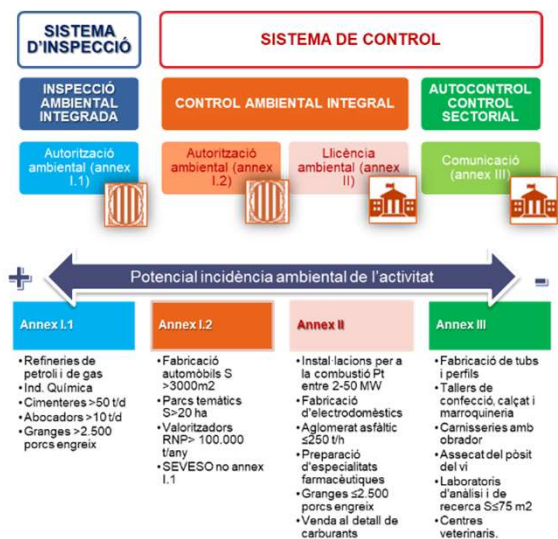 SISTEMA
D'INSPECCIÓ
SISTEMA DE CONTROL
INSPECCIÓ
AMBIENTAL
INTEGRADA
CONTROL AMBIENTAL INTEGRAL
AUTOCONTROL
CONTROL
SECTORIAL
Autorització
ambiental (annex
I.1)
Autorització
ambiental (annex
I.2)
Llicència
ambiental (annex
II)
Comunicació
(annex III)
+
Potencial incidència ambiental de l'activitat
-
Annex I.1
•Refineries de
petroli i de gas
•Ind. Química
•Cimenteres >50 t/d
•Abocadors >10 t/d
•Granges >2.500
porcs engreix
Annex I.2
•Fabricació
automòbils S
>3000m2
•Parcs temàtics
S>20 ha
•Valoritzadors
RNP> 100.000
t/any
•SEVESO no annex
I.1
Annex II
•Instal·lacions per a
la combustió Pt
entre 2-50 MW
•Fabricació
d'electrodomèstics
•Aglomerat asfàltic
≤250 t/h
•Preparació
d'especialitats
farmacèutiques
•Granges ≤2.500
porcs engreix
•Venda al detall de
carburants
Annex III
•Fabricació de tubs
i perfils
•Tallers de
confecció, calçat i
marroquineria
•Carnisseries amb
obrador
•Assecat del pòsit
del vi
•Laboratoris
d'anàlisi i de
recerca S≤75 m2
•Centres
veterinaris.